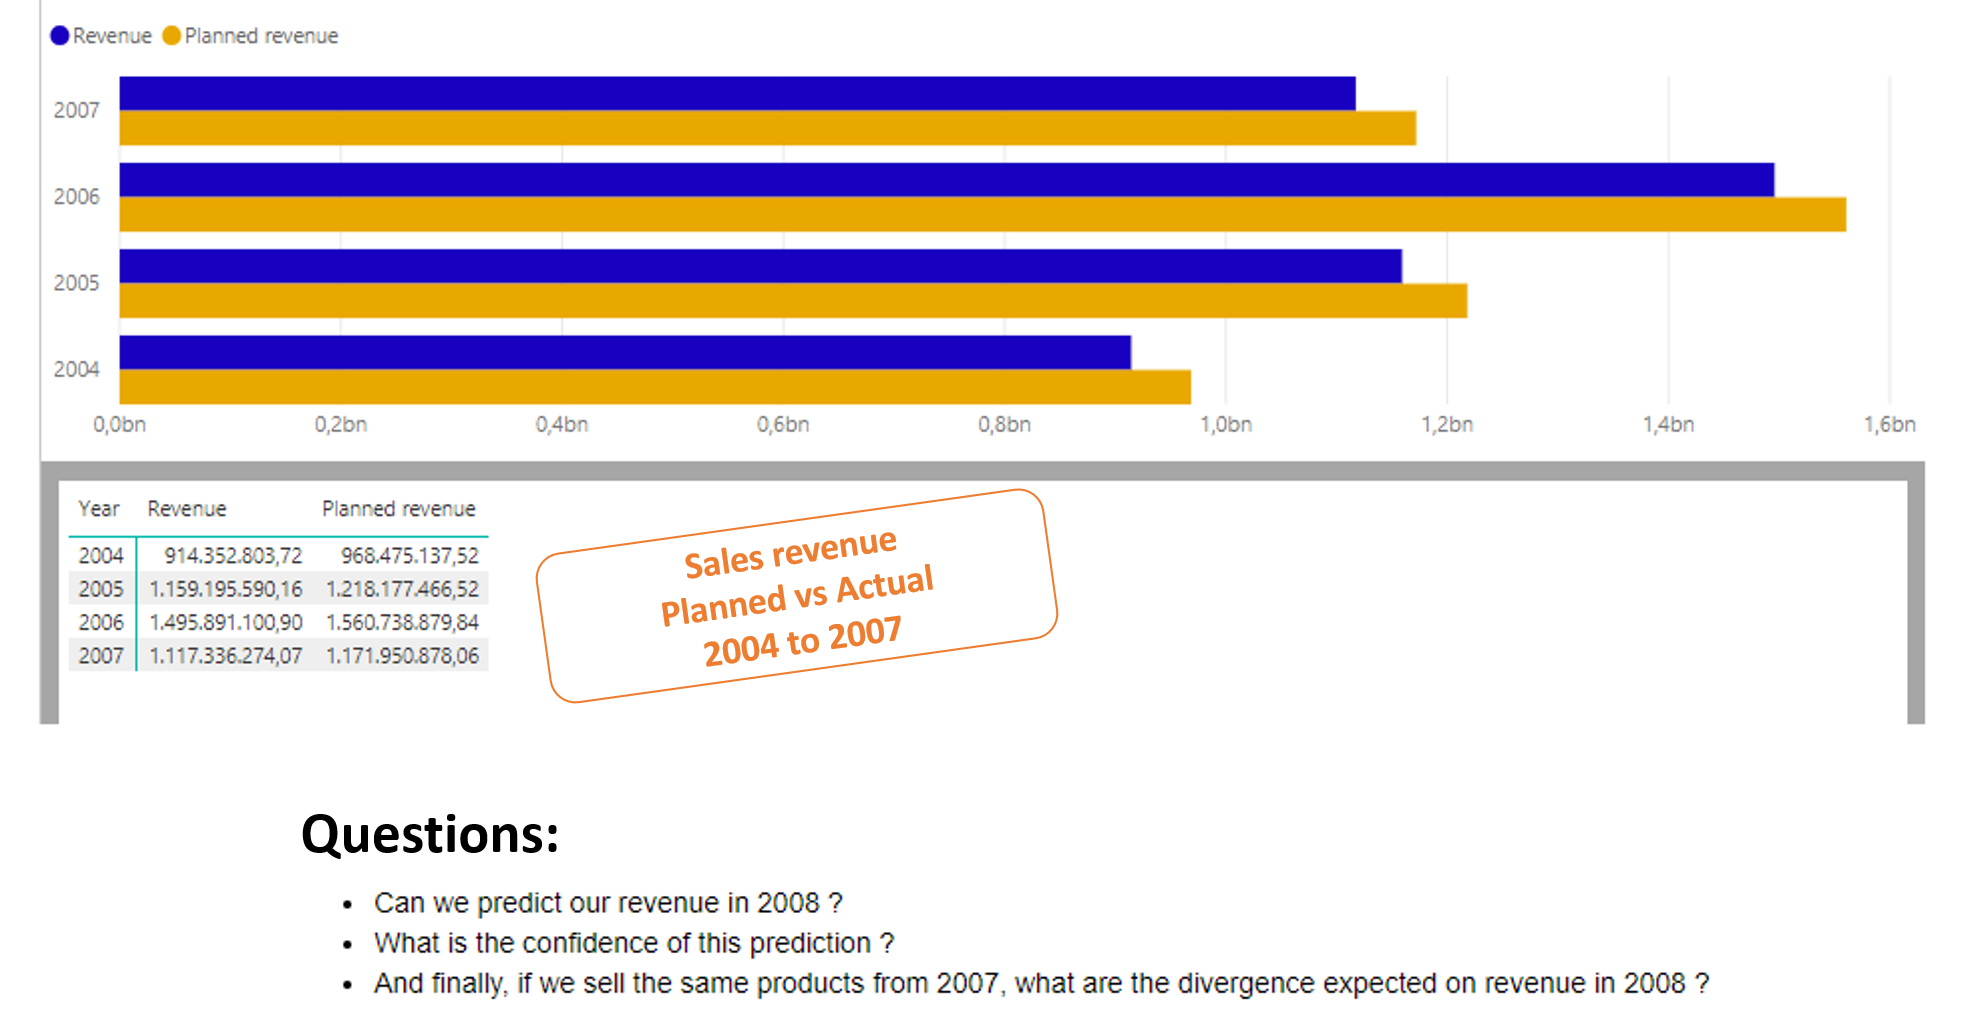 Revenue Planned revenue
2007
2006
2005
2004
0,0bn 0,2bn 0,4bn 0,6bn 0,8bn 1,0bn 1,2bn 1,4bn 1,6bn
Year Revenue Planned revenue
2004 914.352.803,72 968.475.137,52
2005 1.159.195.590,16 1.218.177.466,52
2006 1.495.891.100,90 1.560.738.879,84
2007 1.117.336.274,07 1.171.950.878,06
Sales revenue
Planned vs Actual
2004 to 2007
Questions:
• Can we predict our revenue in 2008 ?
• What is the confidence of this prediction ?
• And finally, if we sell the same products from 2007, what are the divergence expected on revenue in 2008 ?